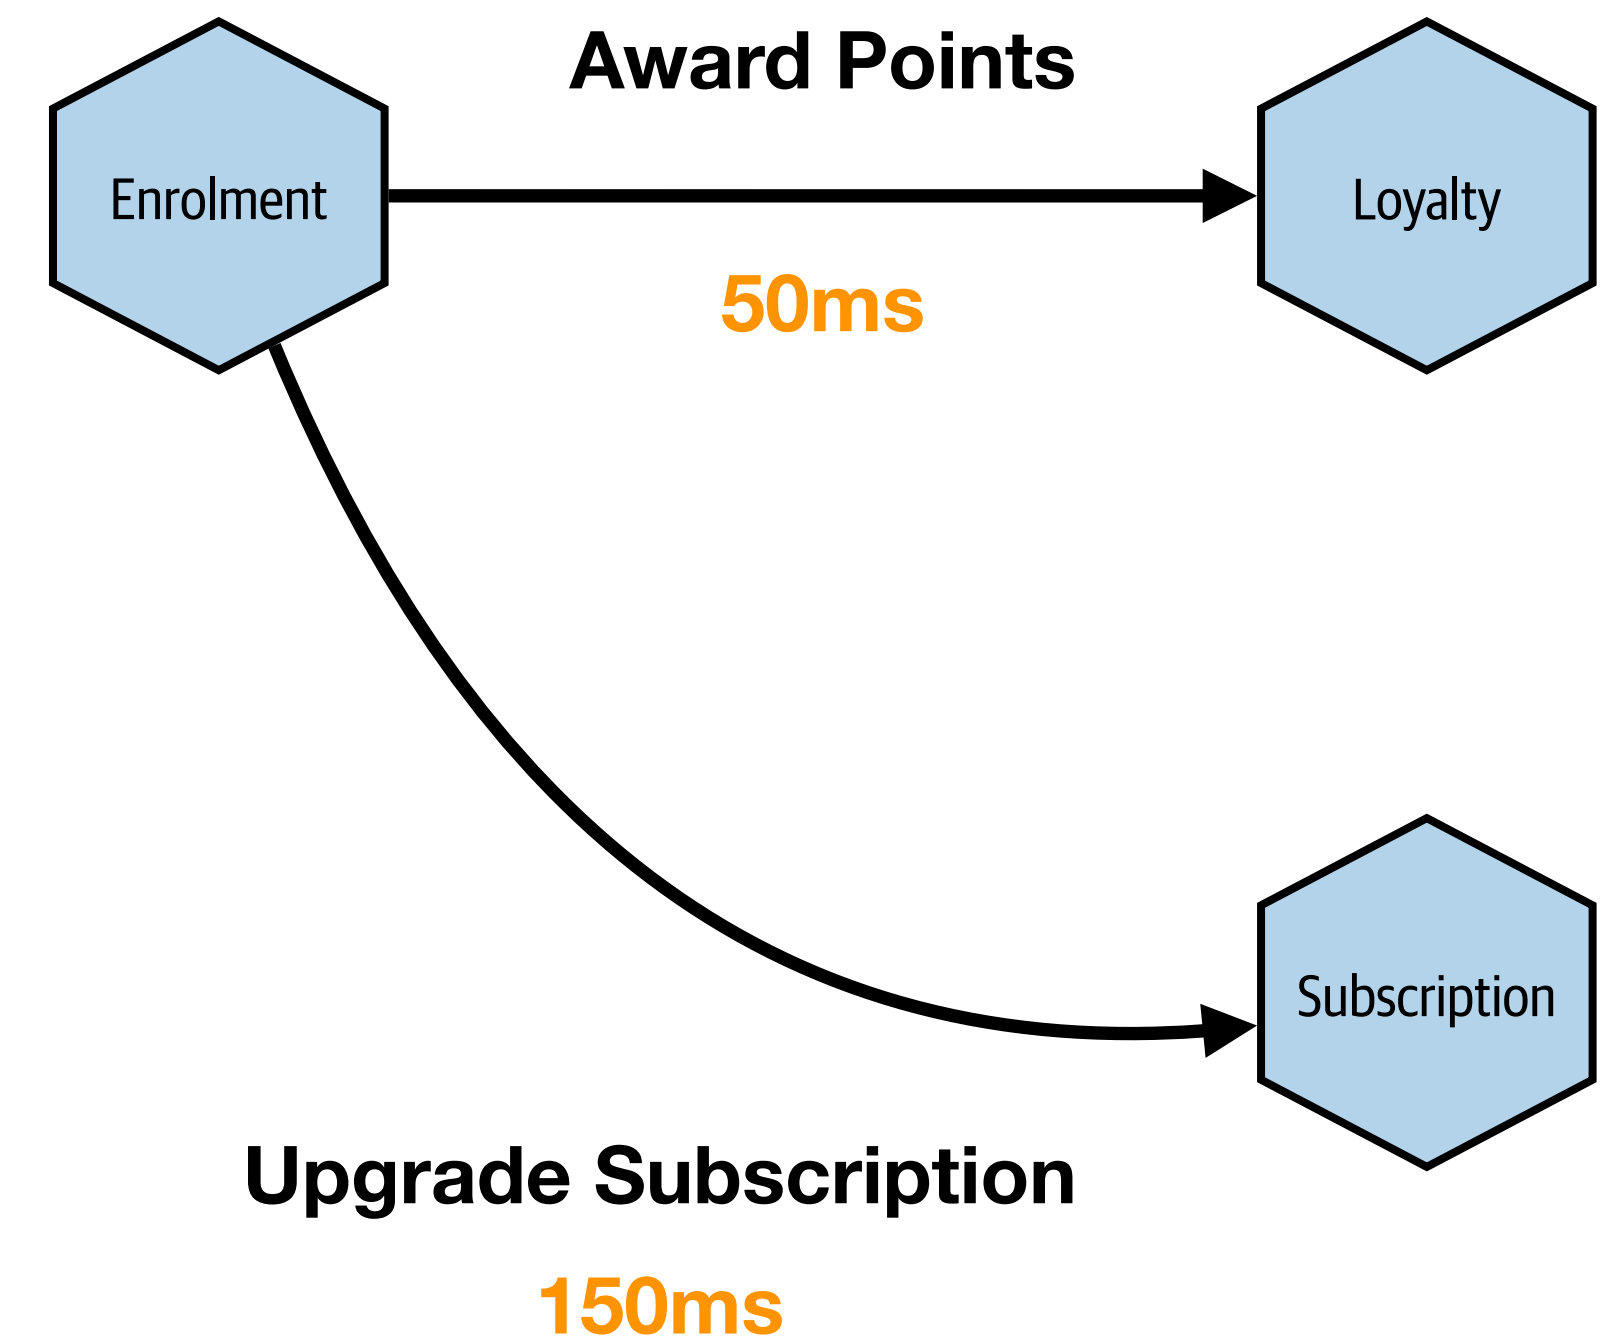 Award Points
Enrolment
Loyalty
50ms
Subscription
Upgrade Subscription
150ms